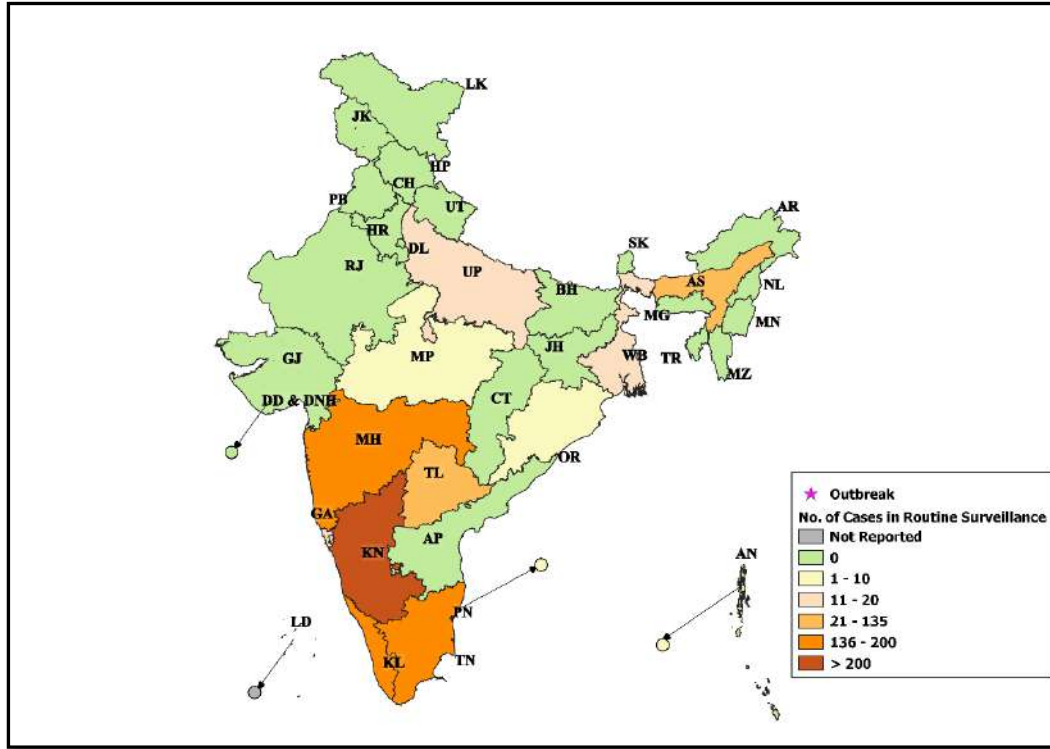 LK
JK
HP
CH
PB
UT
HR
DL
AR
SK
RJ
UP
AS
NL
BH
MG
MN
GJ
MP
JH
WB
TR
MZ
DD & DNH
CT
MH
OR
TL
GA
AP
KN
AN
PN
LD
KL
TN
Outbreak
No. of Cases in Routine Surveillance
Not Reported
0
1 - 10
11 - 20
21 - 135
136 - 200
> 200